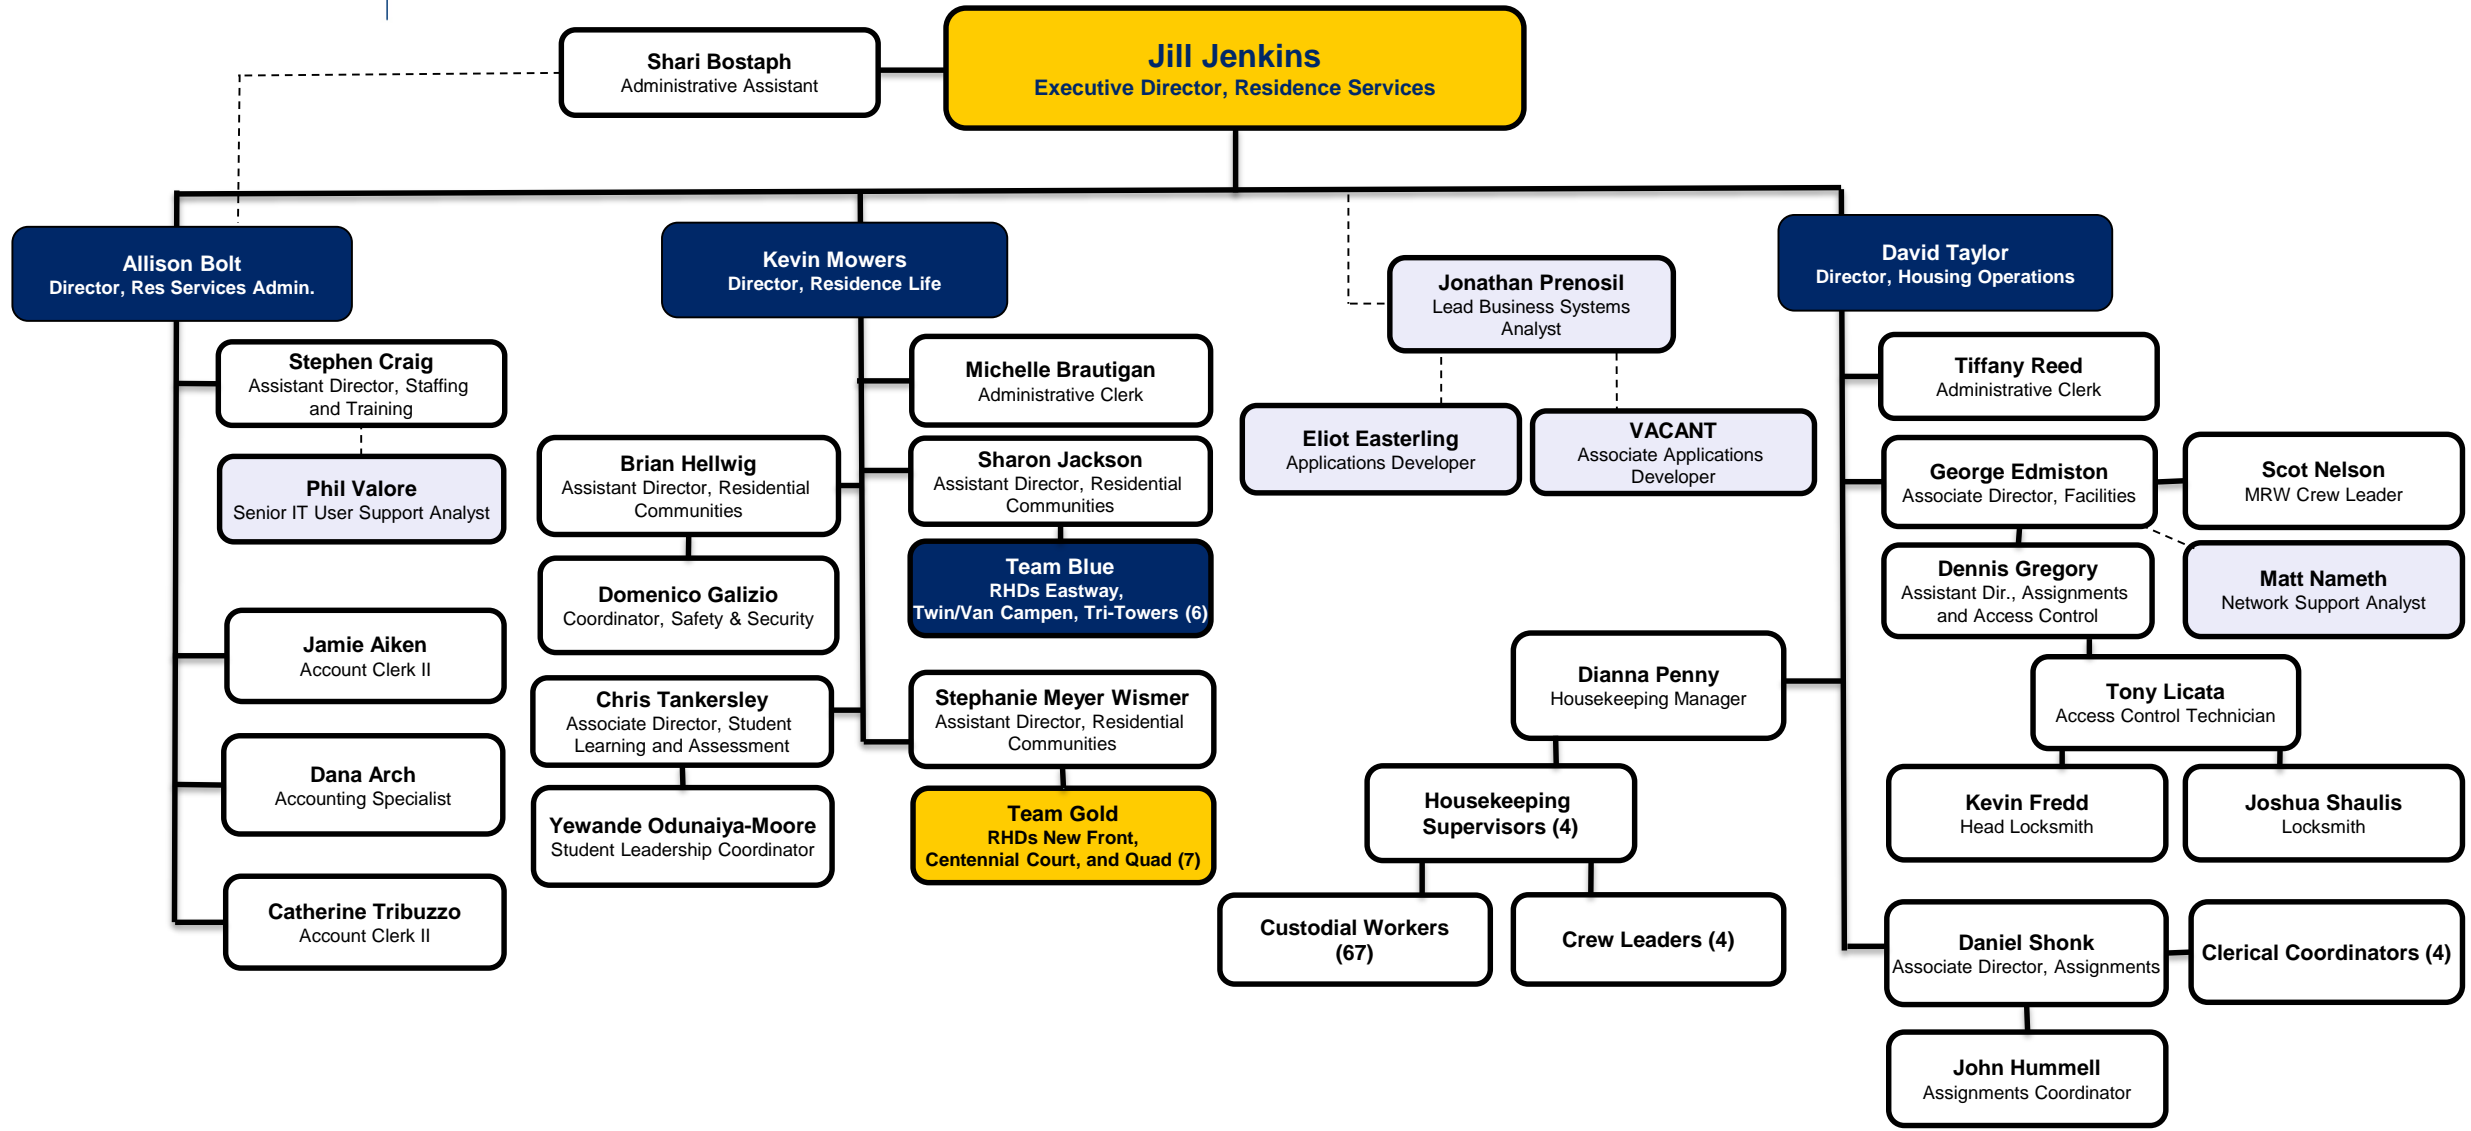 Jill Jenkins
Executive Director, Residence Services
Shari Bostaph
Administrative Assistant
Allison Bolt
Director, Res Services Admin.
Stephen Craig
Assistant Director, Staffing
and Training
Phil Valore
Senior IT User Support Analyst
Jamie Aiken
Account Clerk II
Dana Arch
Accounting Specialist
Catherine Tribuzzo
Account Clerk II
Kevin Mowers
Director, Residence Life
Michelle Brautigan
Administrative Clerk
Brian Hellwig
Assistant Director, Residential
Communities
Domenico Galizio
Coordinator, Safety & Security
Sharon Jackson
Assistant Director, Residential
Communities
Team Blue
RHDs Eastway,
Twin/Van Campen, Tri-Towers (6)
Chris Tankersley
Associate Director, Student
Learning and Assessment
Yewande Odunaiya-Moore
Student Leadership Coordinator
Stephanie Meyer Wismer
Assistant Director, Residential
Communities
Team Gold
RHDs New Front,
Centennial Court, and Quad (7)
Jonathan Prenosil
Lead Business Systems
Analyst
Eliot Easterling
Applications Developer
VACANT
Associate Applications
Developer
David Taylor
Director, Housing Operations
Tiffany Reed
Administrative Clerk
George Edmiston
Associate Director, Facilities
Scot Nelson
MRW Crew Leader
Dennis Gregory
Assistant Dir., Assignments
and Access Control
Matt Nameth
Network Support Analyst
Tony Licata
Access Control Technician
Kevin Fredd
Head Locksmith
Joshua Shaulis
Locksmith
Dianna Penny
Housekeeping Manager
Housekeeping
Supervisors (4)
Custodial Workers
(67)
Crew Leaders (4)
Daniel Shonk
Associate Director, Assignments
Clerical Coordinators (4)
John Hummell
Assignments Coordinator